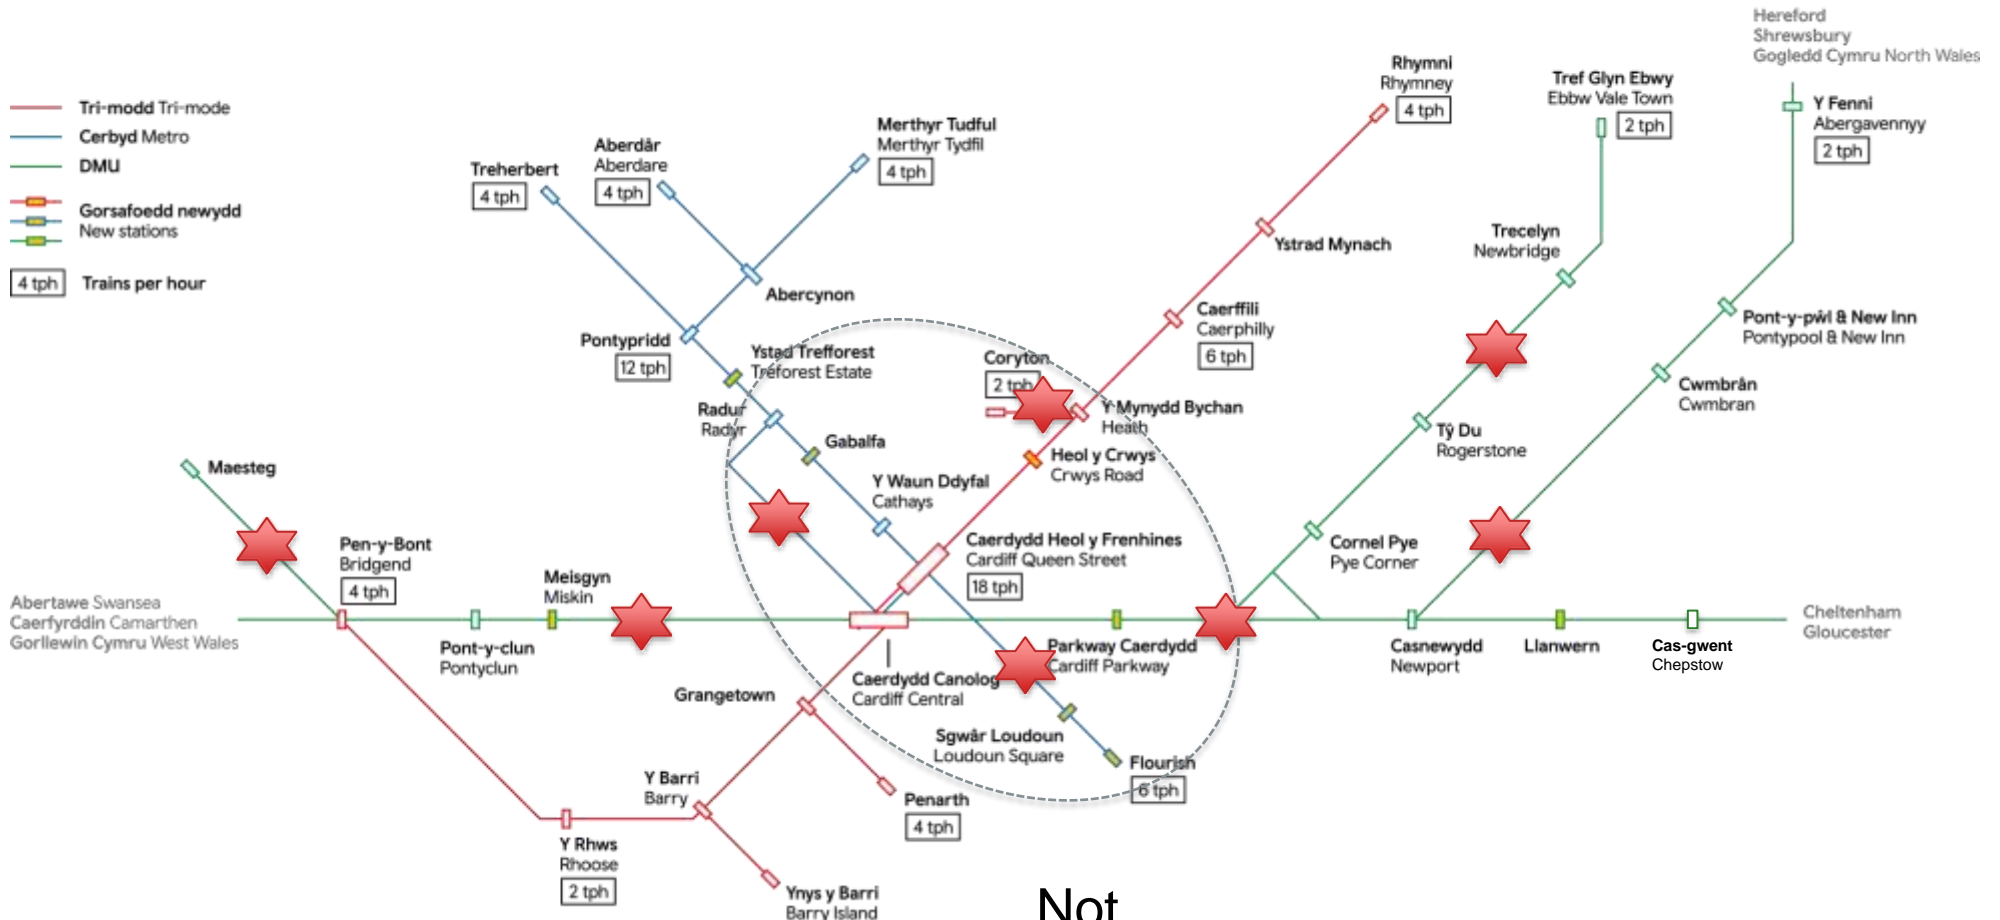 Hereford
Shrewsbury
Gogledd Cymru North Wales
Tri-modd Tri-mode
Cerbyd Metro
DMU
Gorsafoedd newydd
New stations
4 tph Trains per hour
Treherbert
4 tph
Aberdâr
Aberdare
4 tph
Merthyr Tudful
Merthyr Tydfil
4 tph
Rhymni
Rhymney
4 tph
Tref Glyn Ebwy
Ebbw Vale Town
2 tph
Y Fenni
Abergavennyy
2 tph
Ystrad Mynach
Trecelyn
Newbridge
Abercynon
Caerffili
Caerphilly
6 tph
Pont-y-pŵl & New Inn
Pontypool & New Inn
Pontypridd
12 tph
Ystad Trefforest
Treforest Estate
Coryton
2 tph
Cwmbrân
Cwmbran
Radur
Radyr
Gabalfa
Y Mynydd Bychan
Heath
Tŷ Du
Rogerstone
Maesteg
Heol y Crwys
Crwys Road
Y Waun Ddyfal
Cathays
Pen-y-Bont
Bridgend
4 tph
Caerdydd Heol y Frenhines
Cardiff Queen Street
18 tph
Cornel Pye
Pye Corner
Meisgyn
Miskin
Abertawe Swansea
Caerfyrddin Camarthen
Gorllewin Cymru West Wales
Cheltenham
Gloucester
Pont-y-clun
Pontyclun
Parkway Caerdydd
Cardiff Parkway
Casnewydd
Newport
Llanwern
Cas-gwent
Chepstow
Caerdydd Canolog
Cardiff Central
Grangetown
Sgwâr Loudoun
Loudoun Square
Flourish
6 tph
Y Barri
Barry
Penarth
4 tph
Y Rhws
Rhoose
2 tph
Ynys y Barri
Barry Island
Not